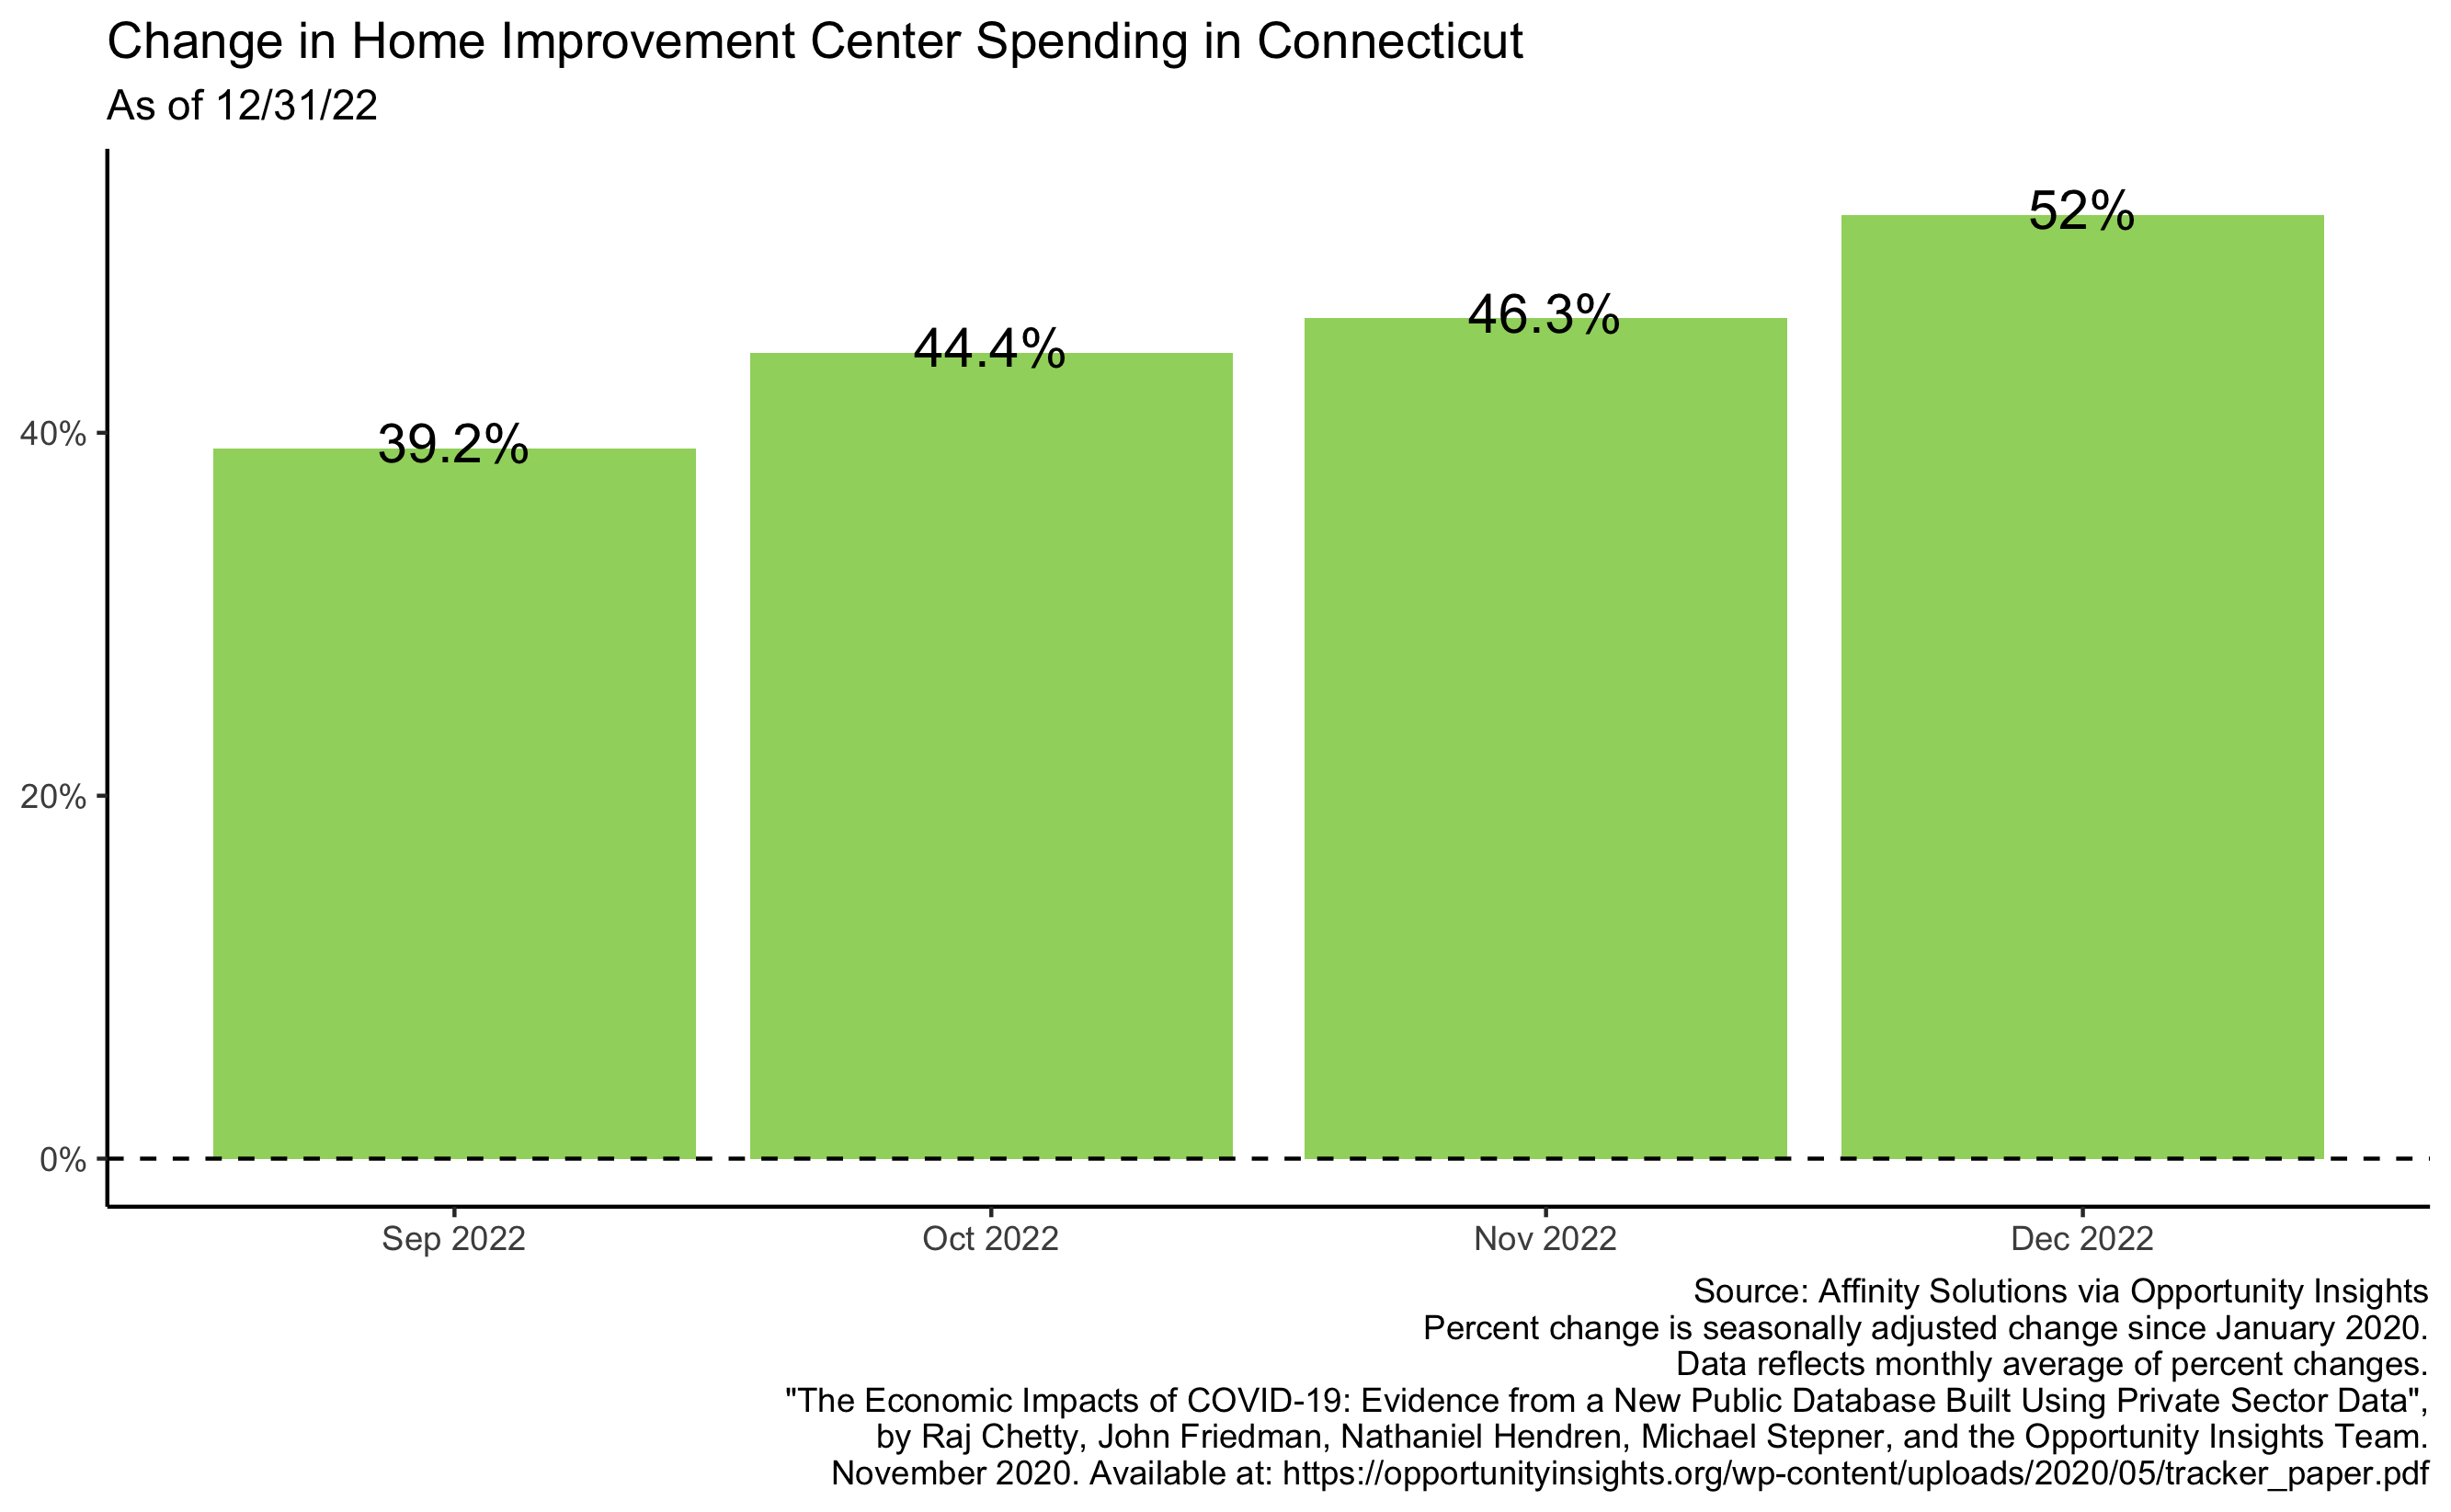 Change in Home Improvement Center Spending in Connecticut
As of 12/31/22
52%
46.3%
44.4%
39.2%
40%
20%
0%
Sep 2022 Oct 2022 Nov 2022 Dec 2022
Source: Affinity Solutions via Opportunity Insights
Percent change is seasonally adjusted change since January 2020.
Data reflects monthly average of percent changes.
"The Economic Impacts of COVID-19: Evidence from a New Public Database Built Using Private Sector Data",
by Raj Chetty, John Friedman, Nathaniel Hendren, Michael Stepner, and the Opportunity Insights Team.
November 2020. Available at: https://opportunityinsights.org/wp-content/uploads/2020/05/tracker_paper.pdf